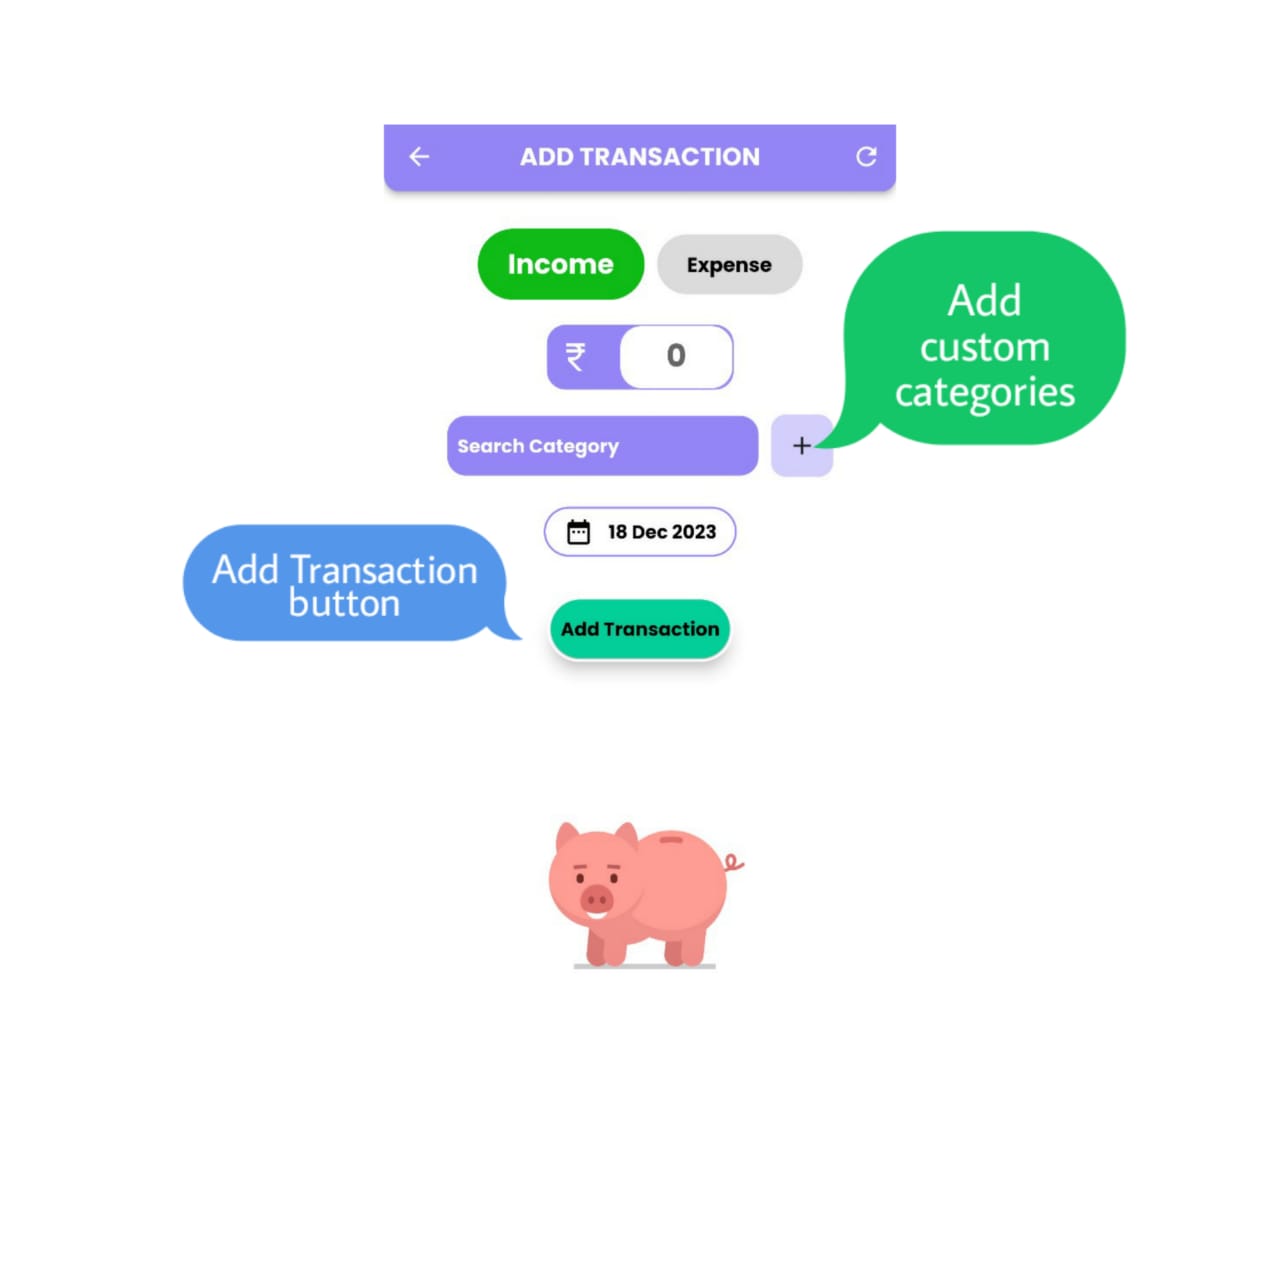 ADD TRANSACTION
Income
Expense
₹ 0
Add
custom
categories
Search Category
+
18 Dec 2023
Add Transaction
button
Add Transaction